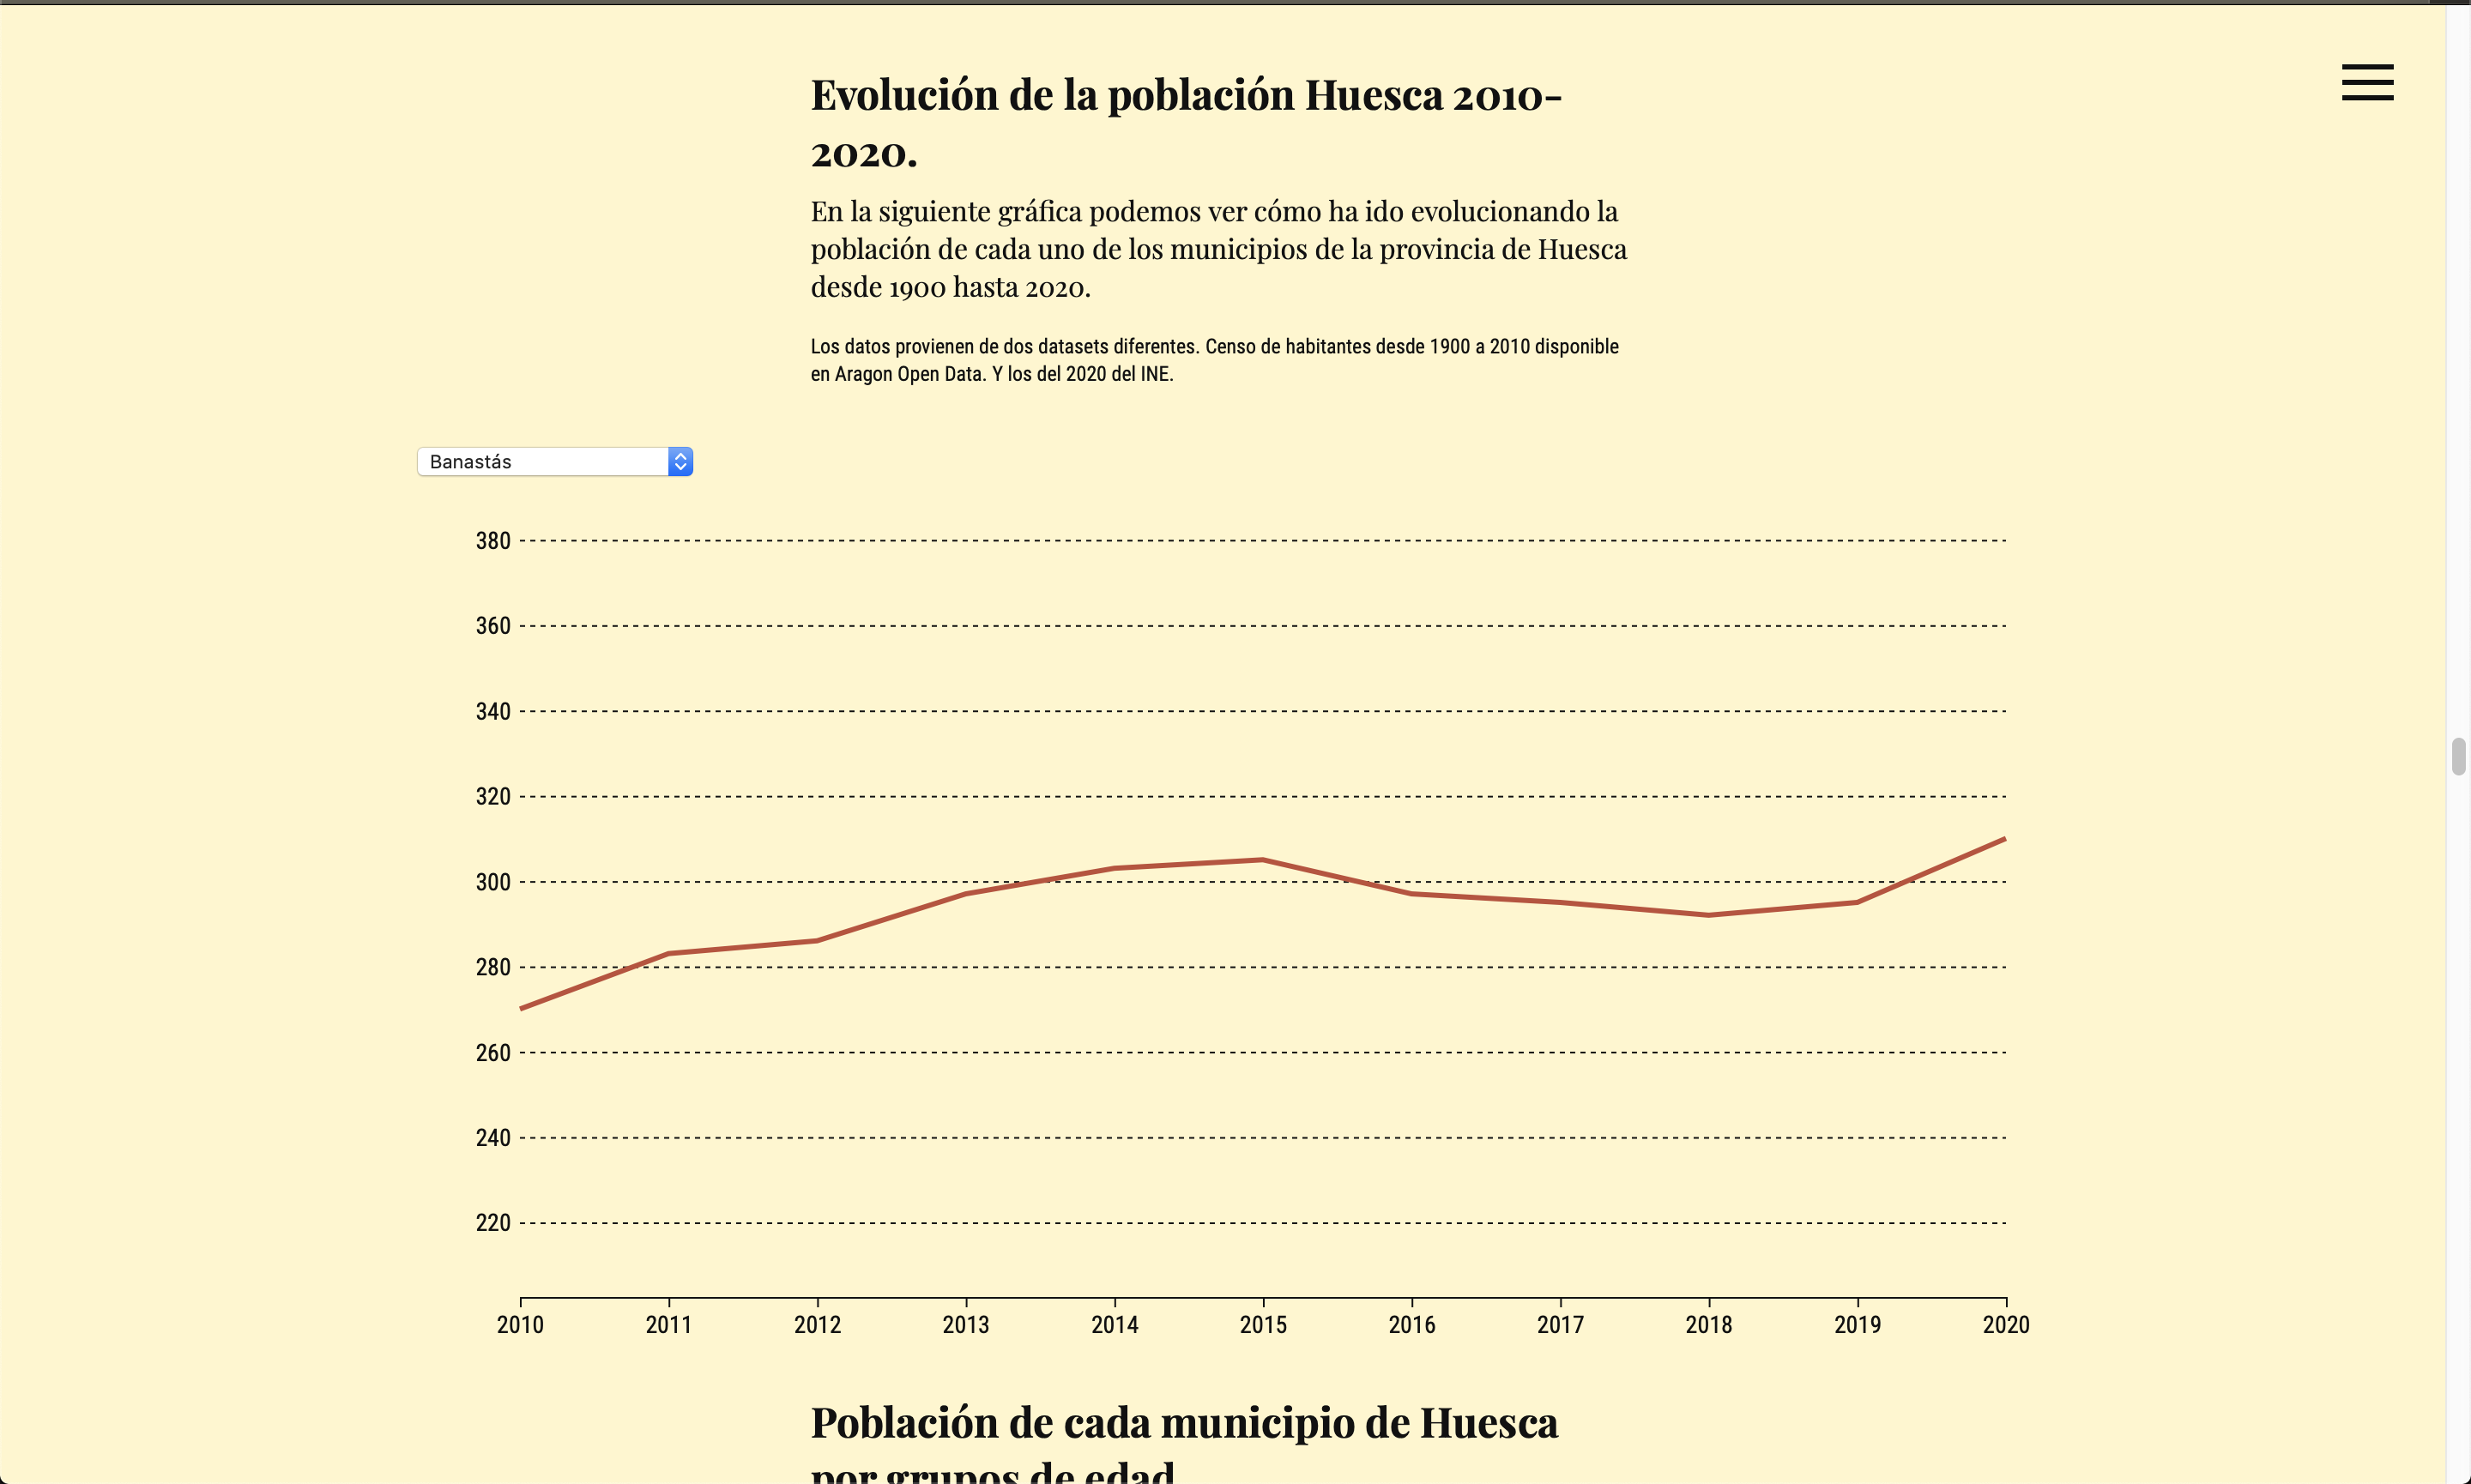 Evolución de la población Huesca 2010-
2020.
En la siguiente gráfica podemos ver cómo ha ido evolucionando la
población de cada uno de los municipios de la provincia de Huesca
desde 1900 hasta 2020.
Los datos provienen de dos datasets diferentes. Censo de habitantes desde 1900 a 2010 disponible
en Aragon Open Data. Y los del 2020 del INE.
Banastás
380
360
340
320
300
280
260
240
220
2010 2011 2012 2013 2014 2015 2016 2017 2018 2019 2020
Población de cada municipio de Huesca
por grupos de edad